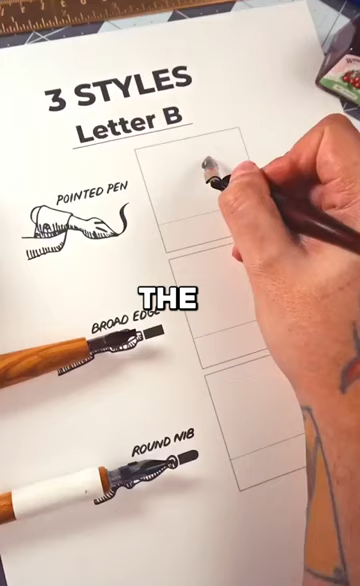 3 STYLES
Letter B
POINTED PEN
THE
BROAD EDGE
ROUND NIB